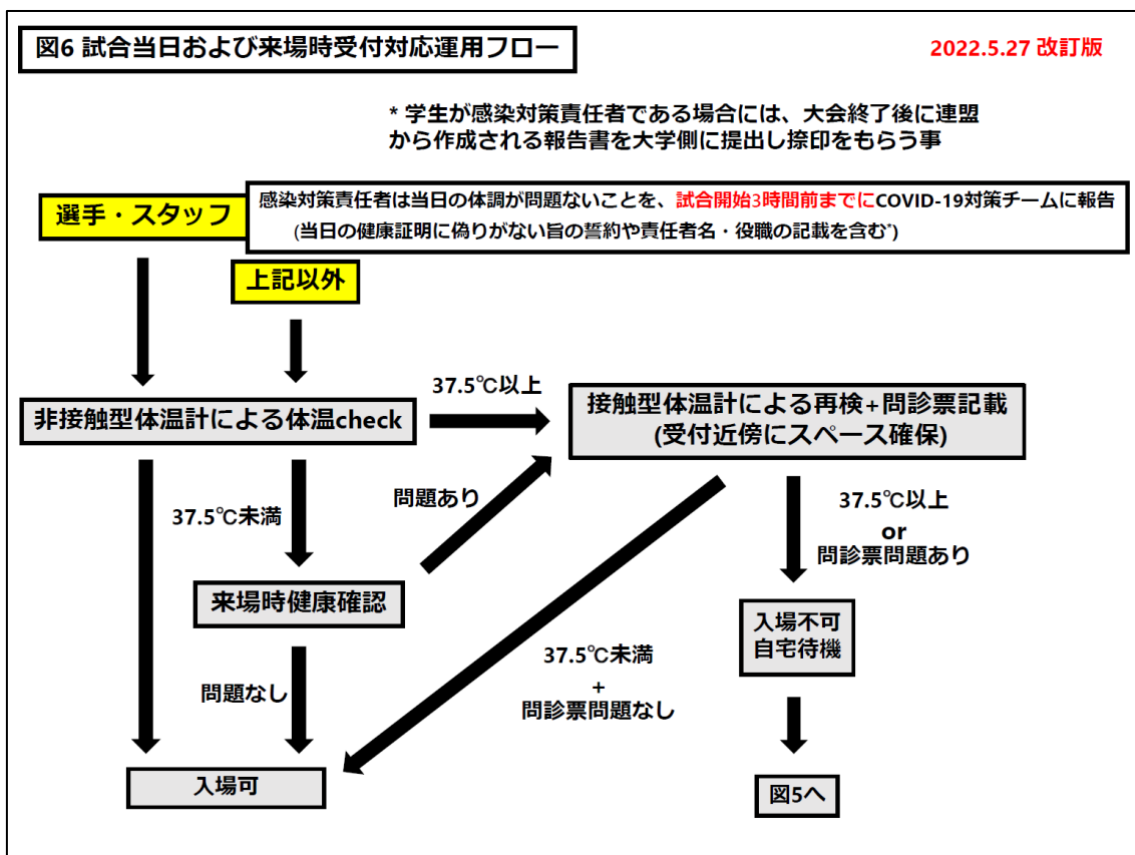 図6 試合当日および来場時受付対応運用フロー
2022.5.27 改訂版
* 学生が感染対策責任者である場合には、大会終了後に連盟
から作成される報告書を大学側に提出し捺印をもらう事
選手・スタッフ
感染対策責任者は当日の体調が問題ないことを、試合開始3時間前までにCOVID-19対策チームに報告
(当日の健康証明に偽りがない旨の誓約や責任者名・役職の記載を含む*)
上記以外
37.5℃以上
非接触型体温計による体温check
接触型体温計による再検+問診票記載
(受付近傍にスペース確保)
問題あり
37.5℃未満
37.5℃以上
or
問診票問題あり
来場時健康確認
入場不可
自宅待機
37.5℃未満
+
問診票問題なし
問題なし
入場可
図5へ